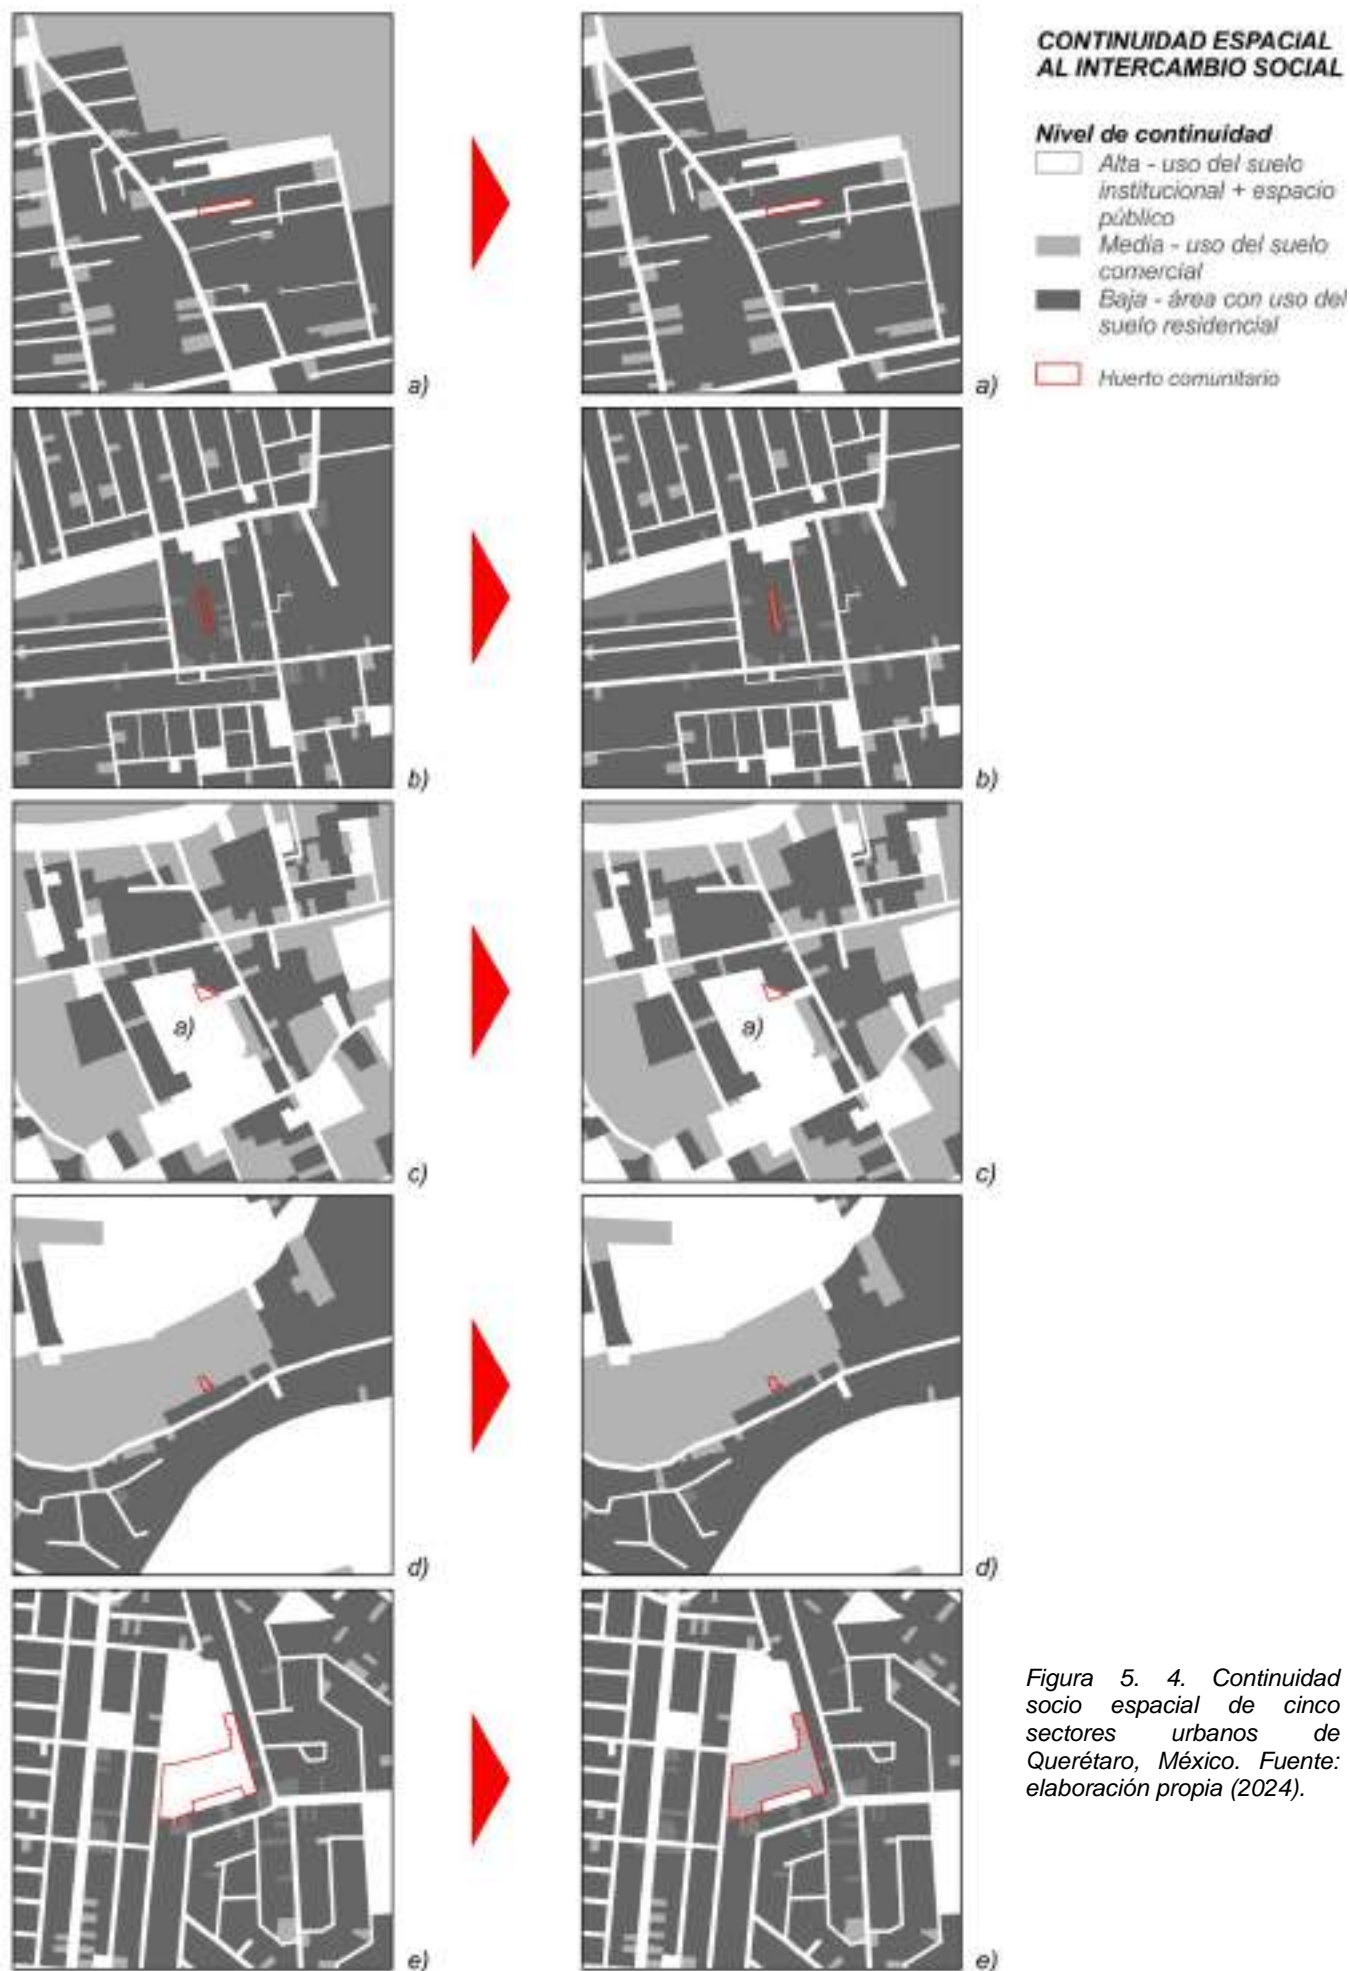 CONTINUIDAD ESPACIAL
AL INTERCAMBIO SOCIAL
Nivel de continuidad
Alta - uso del suelo
institucional + espacio
público
Media - uso del suelo
comercial
Baja - área con uso del
suelo residencial
Huerto comunitario
a)
a)
b)
b)
a)
c)
a)
c)
d)
d)
e)
e)
Figura 5. 4. Continuidad
socio espacial de cinco
sectores urbanos de
Querétaro, México. Fuente:
elaboración propia (2024).